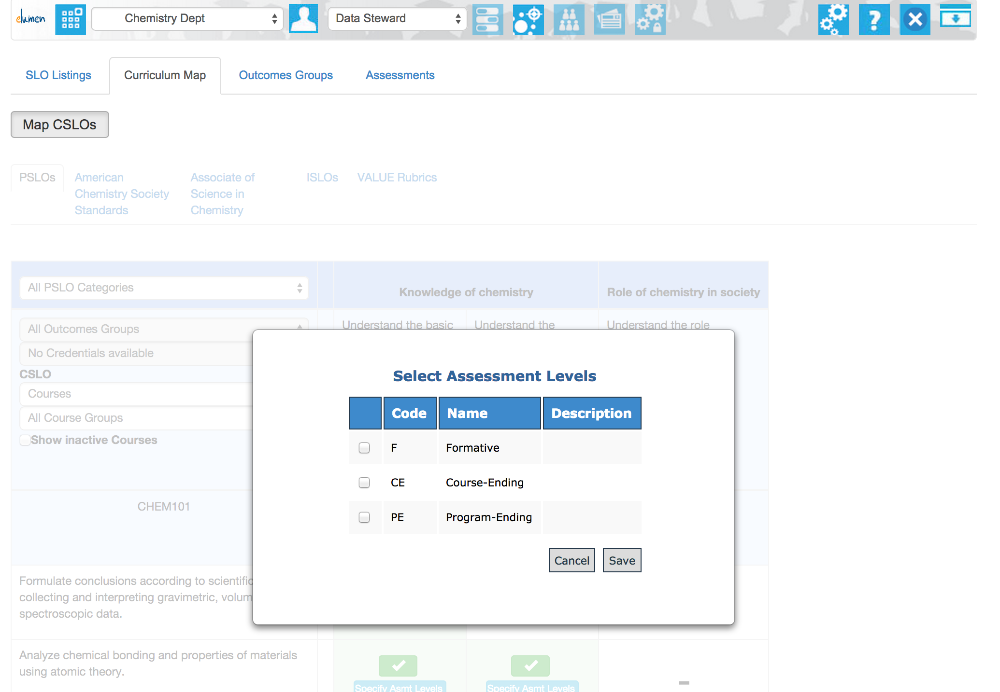 elumen
Chemistry Dept
Data Steward
?
SLO Listings
Curriculum Map
Outcomes Groups
Assessments
Map CSLOs
PSLOs
American
Chemistry Society
Standards
Associate of
Science in
Chemistry
ISLOs
VALUE Rubrics
All PSLO Categories
Knowledge of chemistry
Role of chemistry in society
All Outcomes Groups
No Credentials available
CSLO
Courses
All Course Groups
Show inactive Courses
Understand the basic
Understand the
Understand the role
CHEM101
Formulate conclusions according to scientific
collecting and interpreting gravimetric, volum
spectroscopic data.
Analyze chemical bonding and properties of materials
using atomic theory.
Specify Asmt Levels
Specify Asmt Levels
Select Assessment Levels
Code Name Description
F Formative
CE Course-Ending
PE Program-Ending
Cancel Save